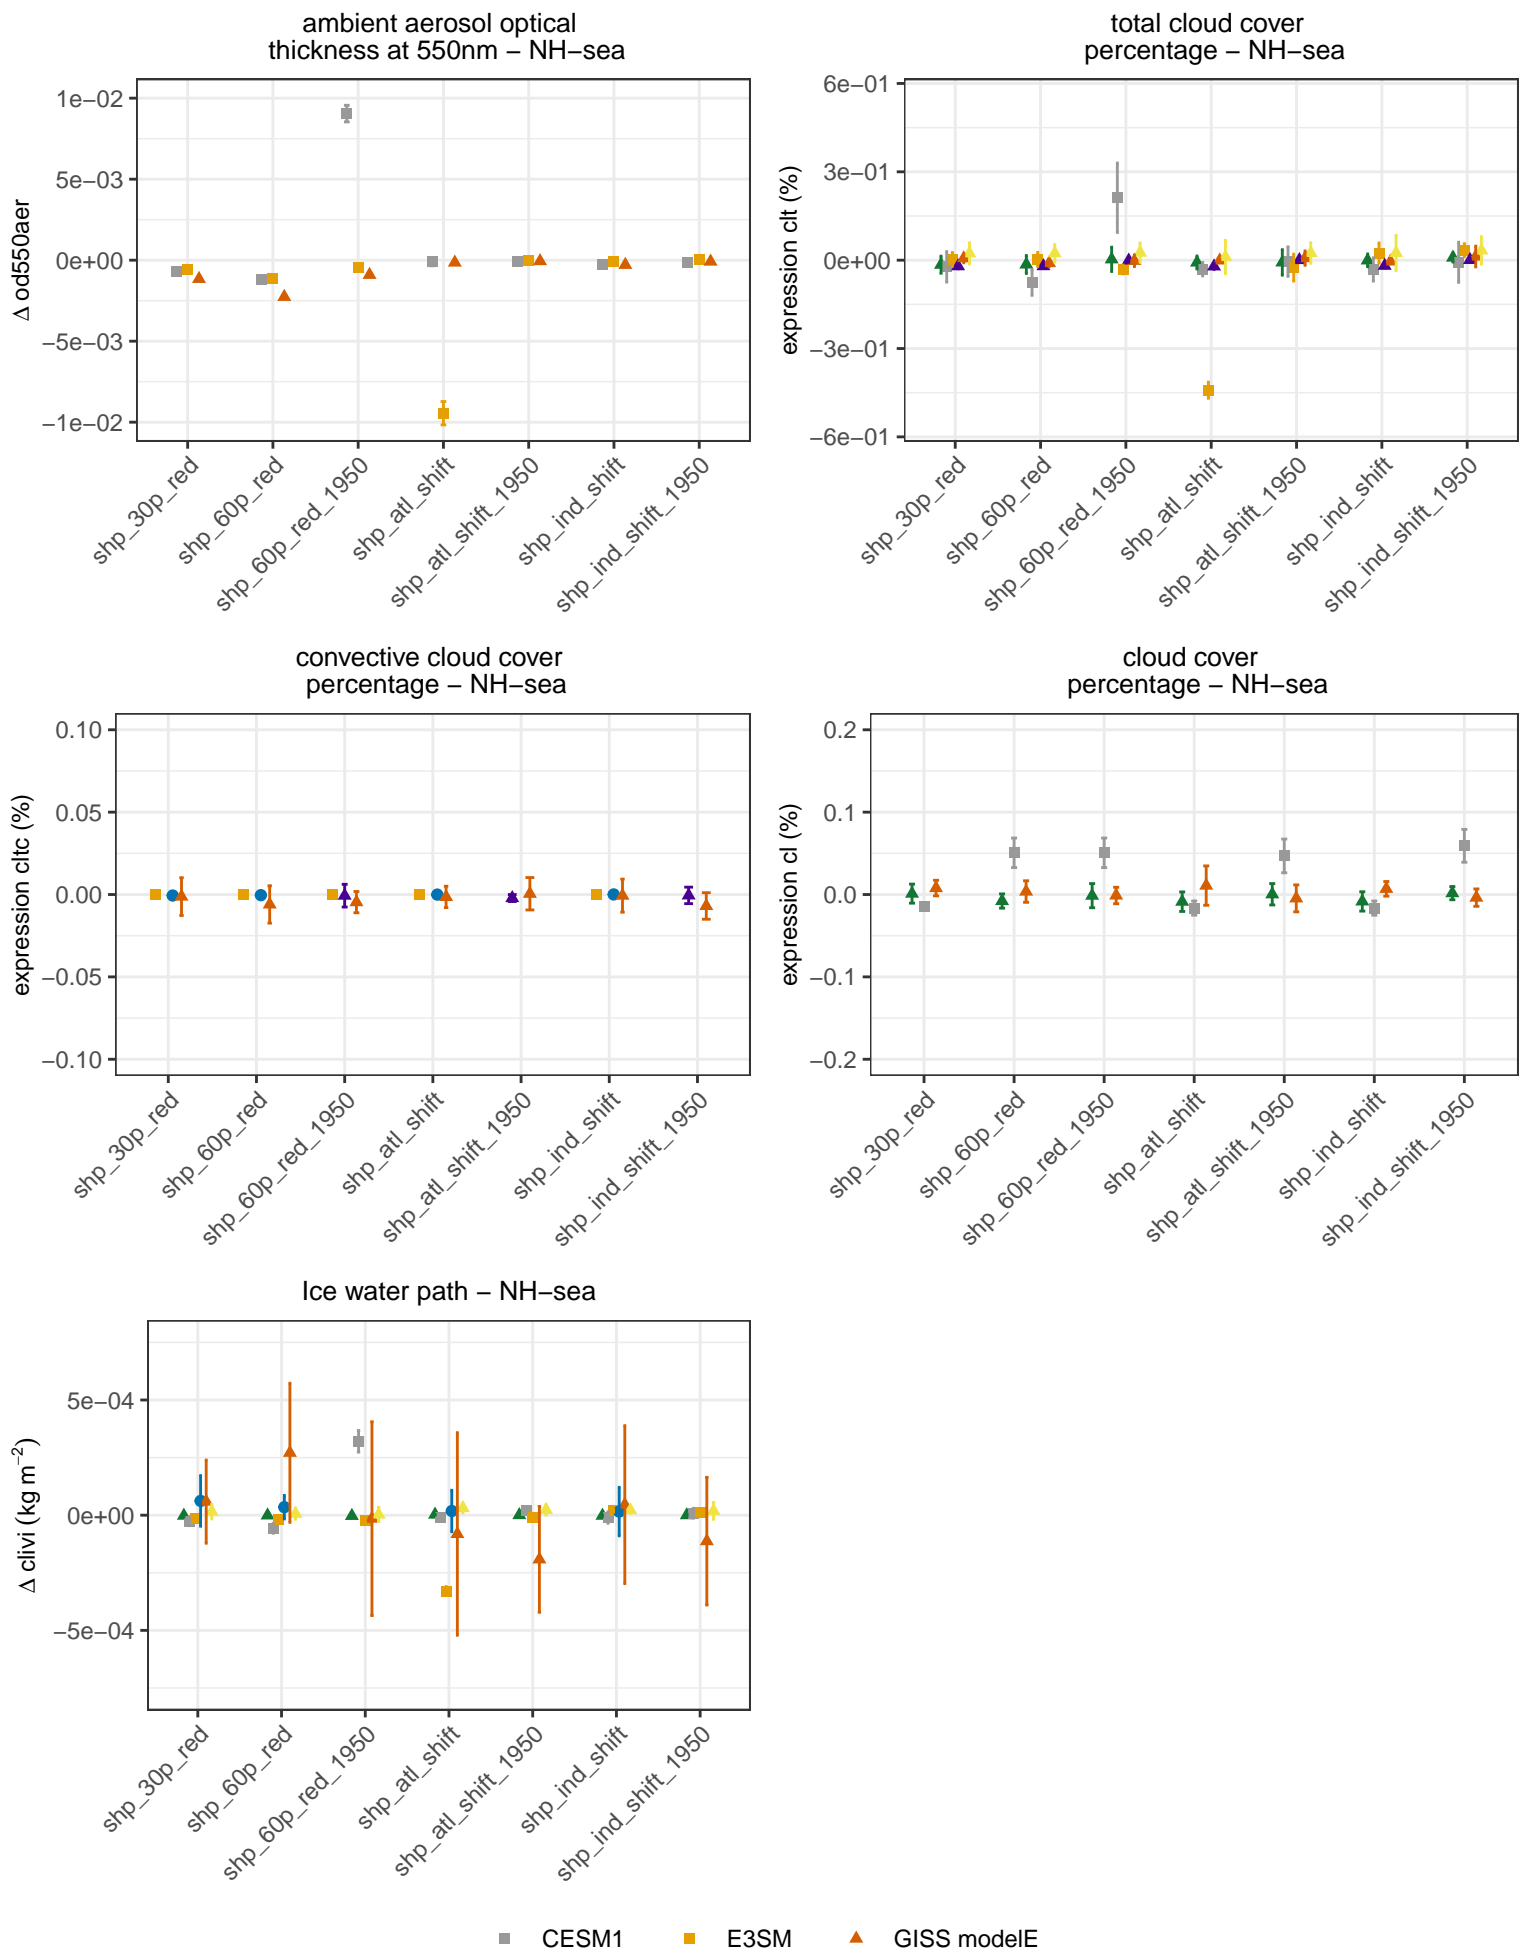 ambient aerosol optical
thickness at 550nm − NH−sea
Δ od550aer
1e−02
5e−03
0e+00
−5e−03
−1e−02
shp_30p_red
shp_60p_red
shp_60p_red_1950
shp_atl_shift
shp_atl_shift_1950
shp_ind_shift
shp_ind_shift_1950
total cloud cover
percentage − NH−sea
expression clt (%)
6e−01
3e−01
0e+00
−3e−01
−6e−01
shp_30p_red
shp_60p_red
shp_60p_red_1950
shp_atl_shift
shp_atl_shift_1950
shp_ind_shift
shp_ind_shift_1950
convective cloud cover
percentage − NH−sea
expression cltc (%)
0.10
0.05
0.00
−0.05
−0.10
shp_30p_red
shp_60p_red
shp_60p_red_1950
shp_atl_shift
shp_atl_shift_1950
shp_ind_shift
shp_ind_shift_1950
cloud cover
percentage − NH−sea
expression cl (%)
0.2
0.1
0.0
−0.1
−0.2
shp_30p_red
shp_60p_red
shp_60p_red_1950
shp_atl_shift
shp_atl_shift_1950
shp_ind_shift
shp_ind_shift_1950
Ice water path − NH−sea
Δ clivi (kg m⁻²)
5e−04
0e+00
−5e−04
shp_30p_red
shp_60p_red
shp_60p_red_1950
shp_atl_shift
shp_atl_shift_1950
shp_ind_shift
shp_ind_shift_1950
CESM1 E3SM GISS modelE